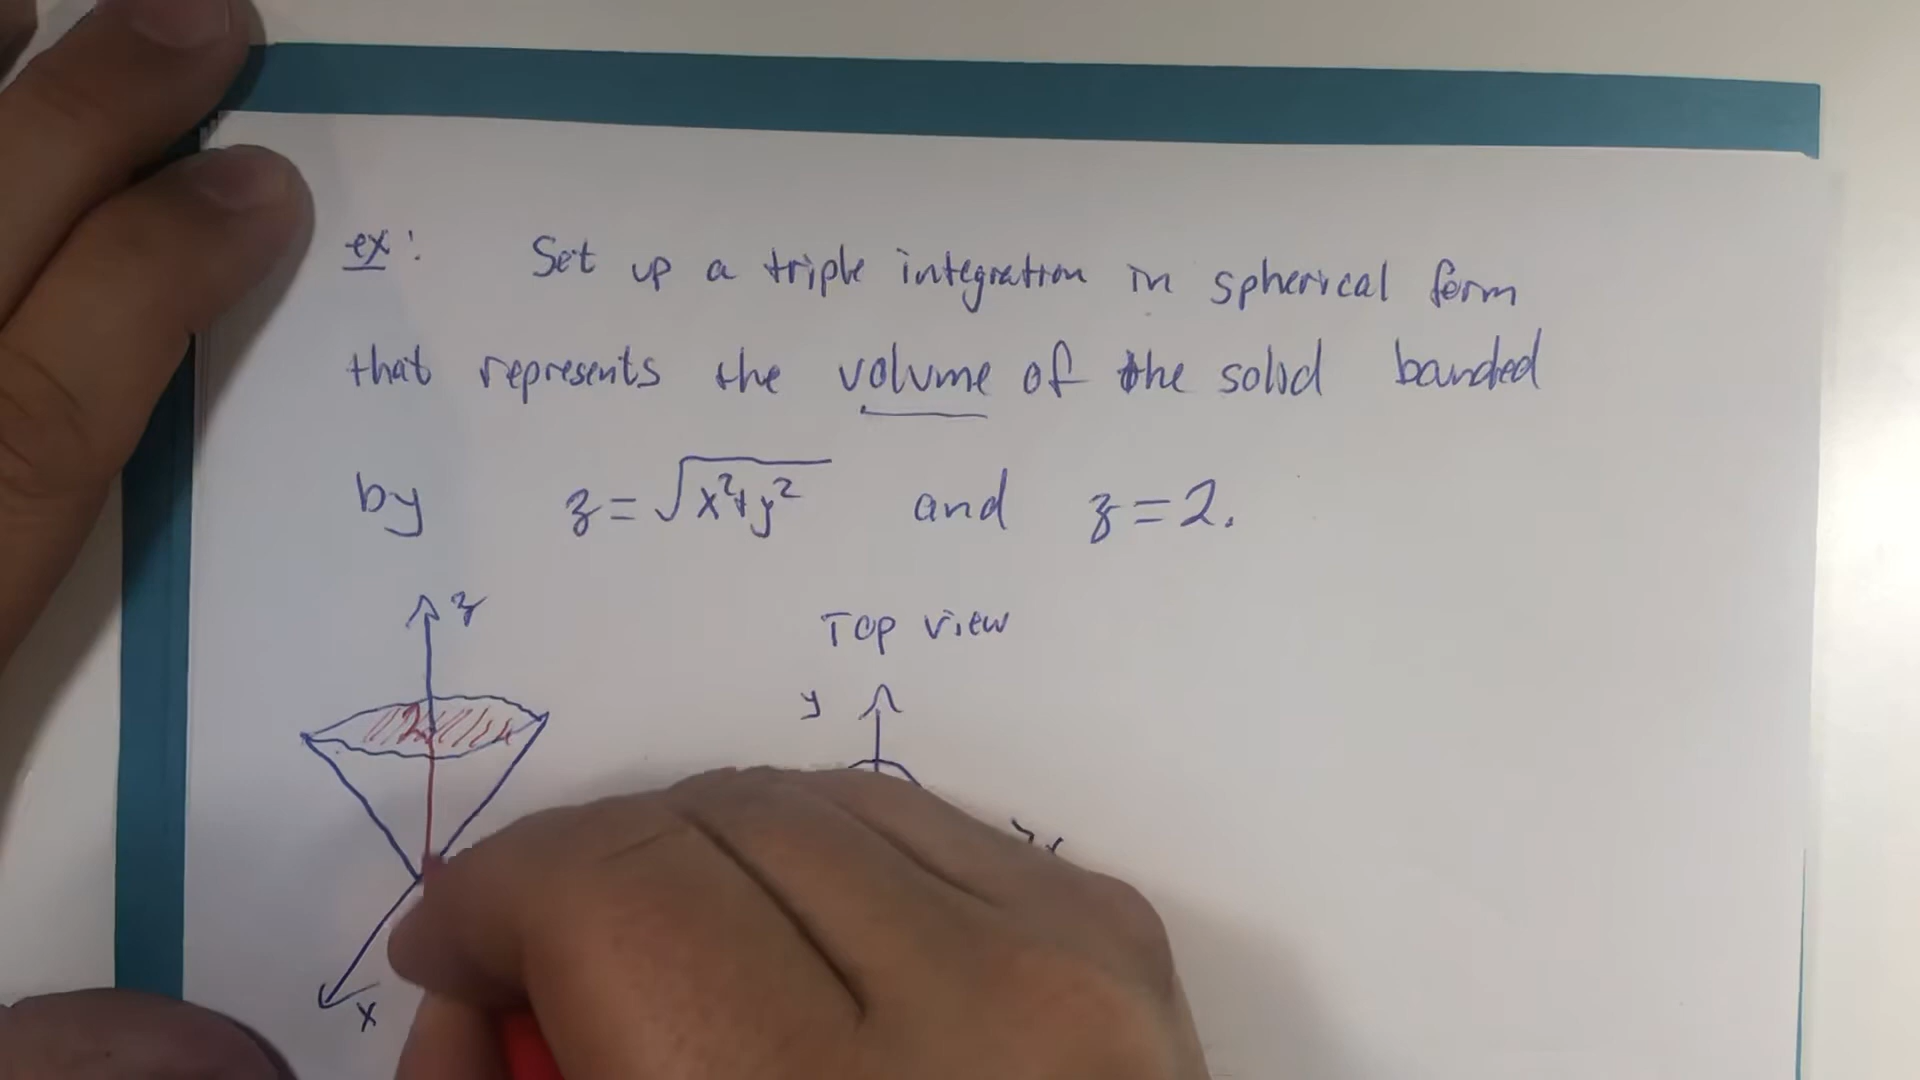 ex: Set up a triple integration in spherical form
that represents the volume of the solid bounded
by z = √x²+y² and z = 2.
z
Top view
y
2
x
x